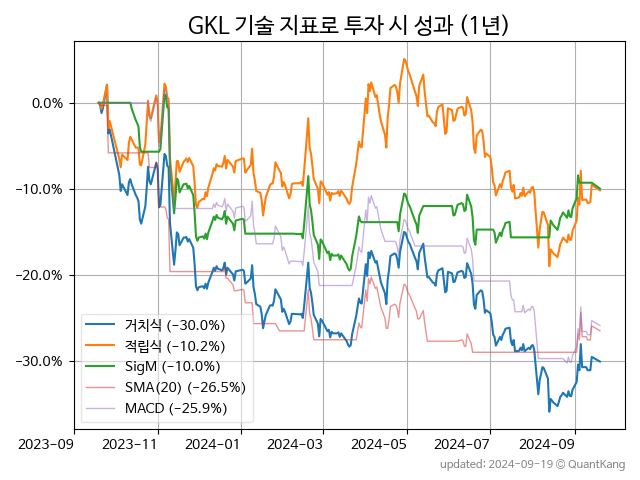 GKL 기술 지표로 투자 시 성과 (1년)
0.0%
−10.0%
−20.0%
−30.0%
거치식 (−30.0%)
적립식 (−10.2%)
SigM (−10.0%)
SMA(20) (−26.5%)
MACD (−25.9%)
2023-09 2023-11 2024-01 2024-03 2024-05 2024-07 2024-09
updated: 2024-09-19 © QuantKang